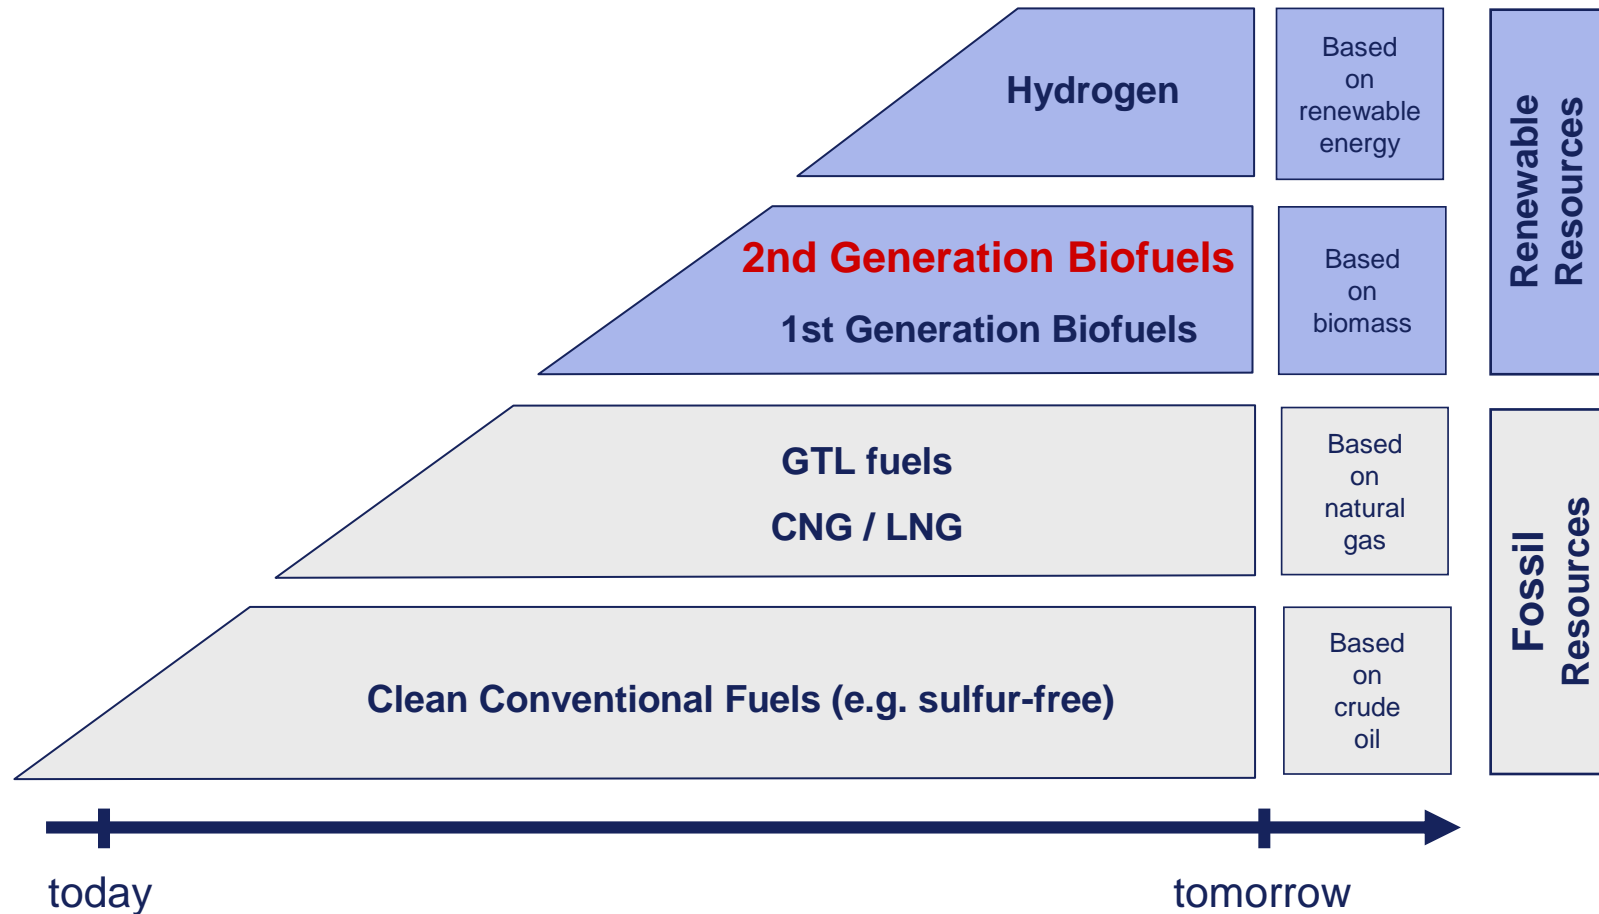 Hydrogen
Based
on
renewable
energy
Renewable
Resources
2nd Generation Biofuels
1st Generation Biofuels
Based
on
biomass
GTL fuels
CNG / LNG
Based
on
natural
gas
Fossil
Resources
Clean Conventional Fuels (e.g. sulfur-free)
Based
on
crude
oil
today
tomorrow